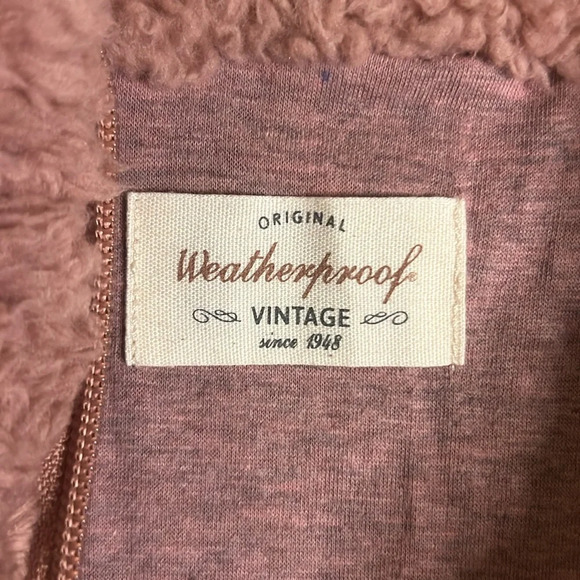 ORIGINAL
Weatherproof
VINTAGE
since 1948